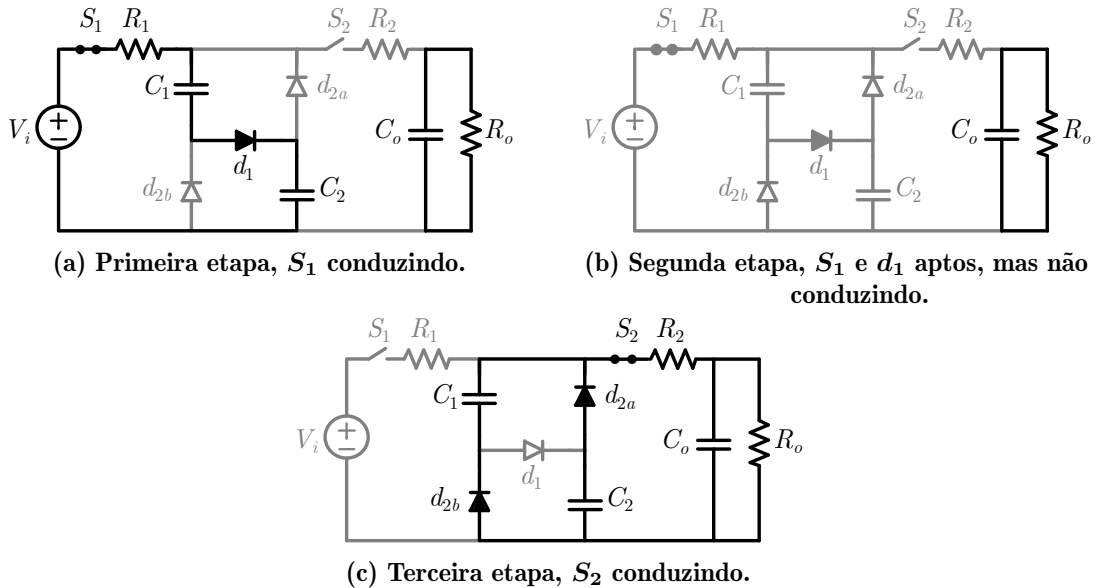 S₁ R₁ S₂ R₂
C₁ d₂ₐ
Vᵢ Cₒ Rₒ
d₁
d₂b C₂
(a) Primeira etapa, S₁ conduzindo.
S₁ R₁ S₂ R₂
C₁ d₂ₐ
Vᵢ Cₒ Rₒ
d₁
d₂b C₂
(b) Segunda etapa, S₁ e d₁ aptos, mas não
conduzindo.
S₁ R₁ S₂ R₂
C₁ d₂ₐ
Vᵢ Cₒ Rₒ
d₁
d₂b C₂
(c) Terceira etapa, S₂ conduzindo.